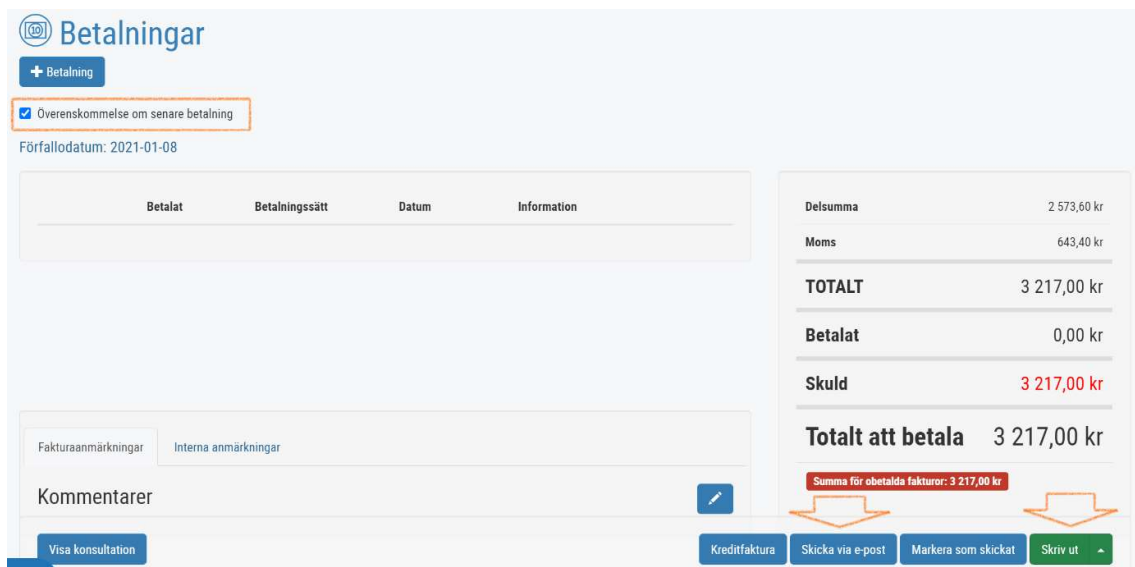 Betalningar
+ Betalning
Överenskommelse om senare betalning
Förfallodatum: 2021-01-08
Betalat Betalningssätt Datum Information
Delsumma 2 573,60 kr
Moms 643,40 kr
TOTALT 3 217,00 kr
Betalat 0,00 kr
Skuld 3 217,00 kr
Totalt att betala 3 217,00 kr
Summa för obetalda fakturor: 3 217,00 kr
Fakturaanmärkningar Interna anmärkningar
Kommentarer
Visa konsultation Kreditfaktura Skicka via e-post Markera som skickat Skriv ut